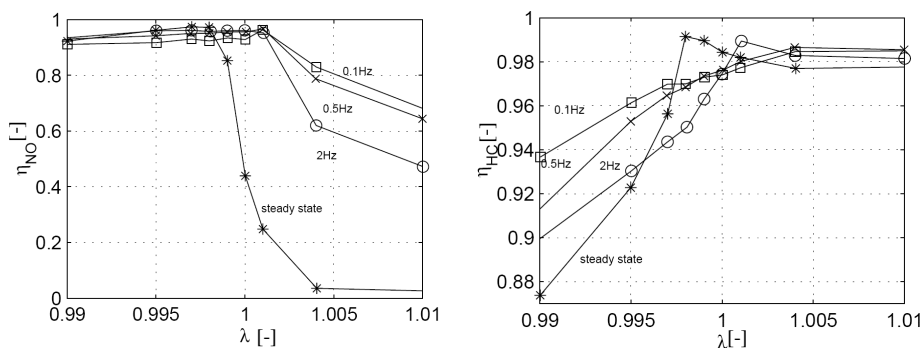 1
0.8
0.6
0.4
0.2
0
η_NO [-]
0.1Hz
0.5Hz
2Hz
steady state
0.99 0.995 1 1.005 1.01
λ [-]
1
0.98
0.96
0.94
0.92
0.9
0.88
η_HC [-]
0.1Hz
0.5Hz
2Hz
steady state
0.99 0.995 1 1.005 1.01
λ[-]